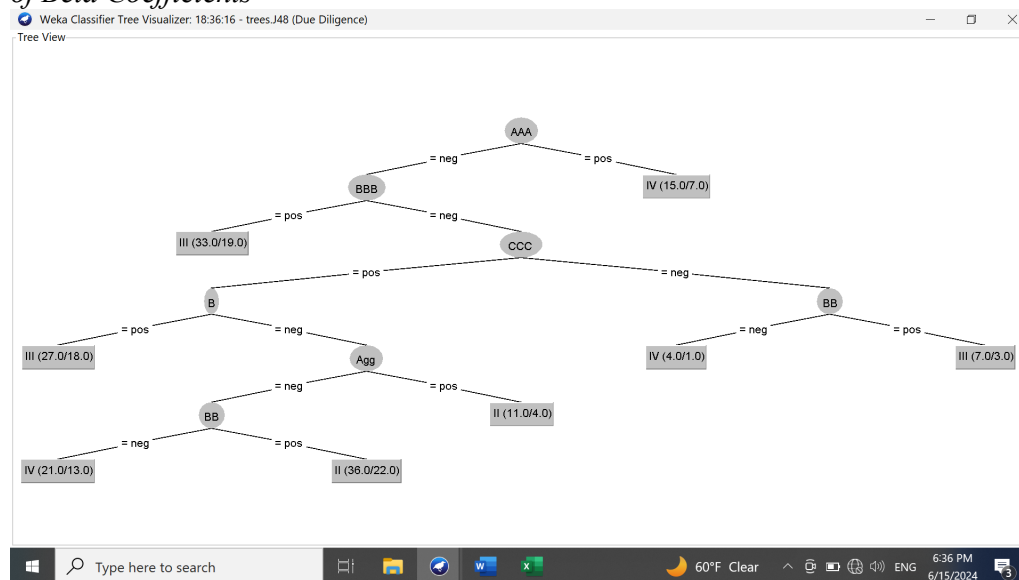 of Beta Coefficients
Weka Classifier Tree Visualizer: 18:36:16 - trees.J48 (Due Diligence)
Tree View
AAA
= neg
= pos
BBB
IV (15.0/7.0)
= pos
= neg
III (33.0/19.0)
CCC
= pos
= neg
B
BB
= pos
= neg
= neg
= pos
III (27.0/18.0)
Agg
IV (4.0/1.0)
III (7.0/3.0)
= neg
= pos
BB
II (11.0/4.0)
= neg
= pos
IV (21.0/13.0)
II (36.0/22.0)
Type here to search
60°F Clear
ENG
6:36 PM
6/15/2024
3